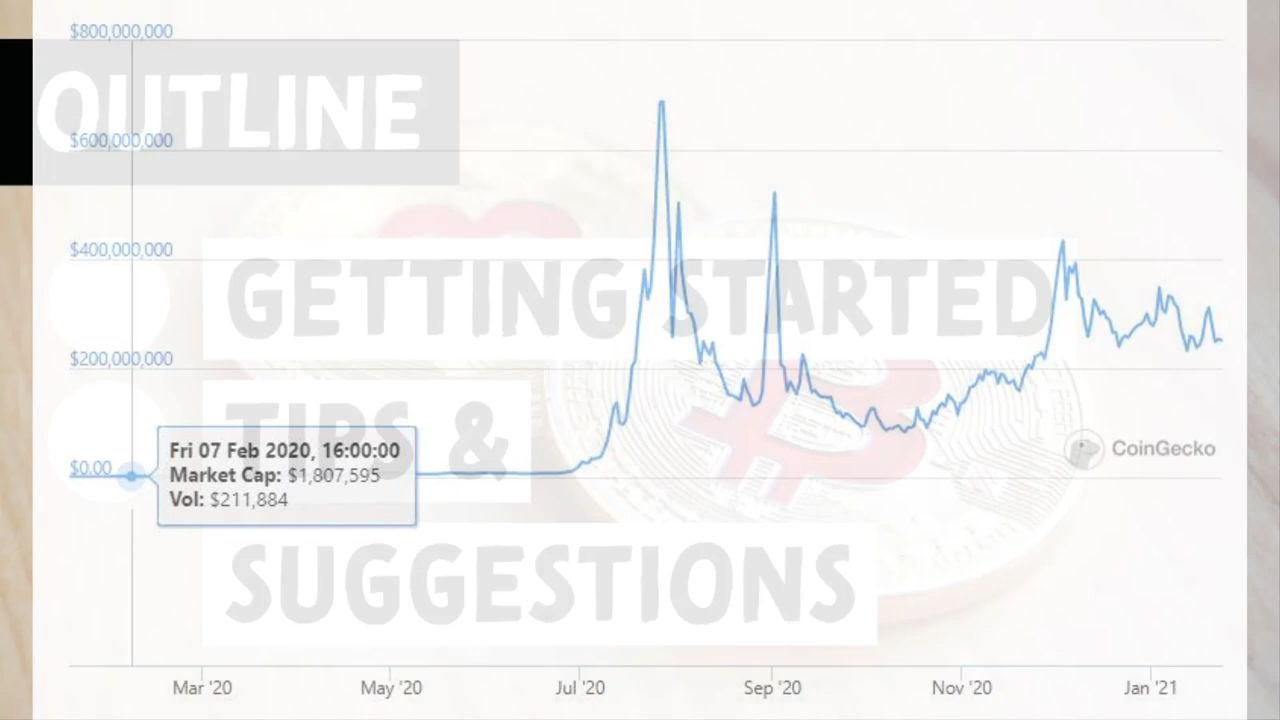 $800,000,000
OUTLINE
$600,000,000
$400,000,000
GETTING STARTED
$200,000,000
TIPS &
Fri 07 Feb 2020, 16:00:00
$0.00
Market Cap: $1,807,595
CoinGecko
Vol: $211,884
SUGGESTIONS
Mar '20
May '20
Jul '20
Sep '20
Nov '20
Jan '21